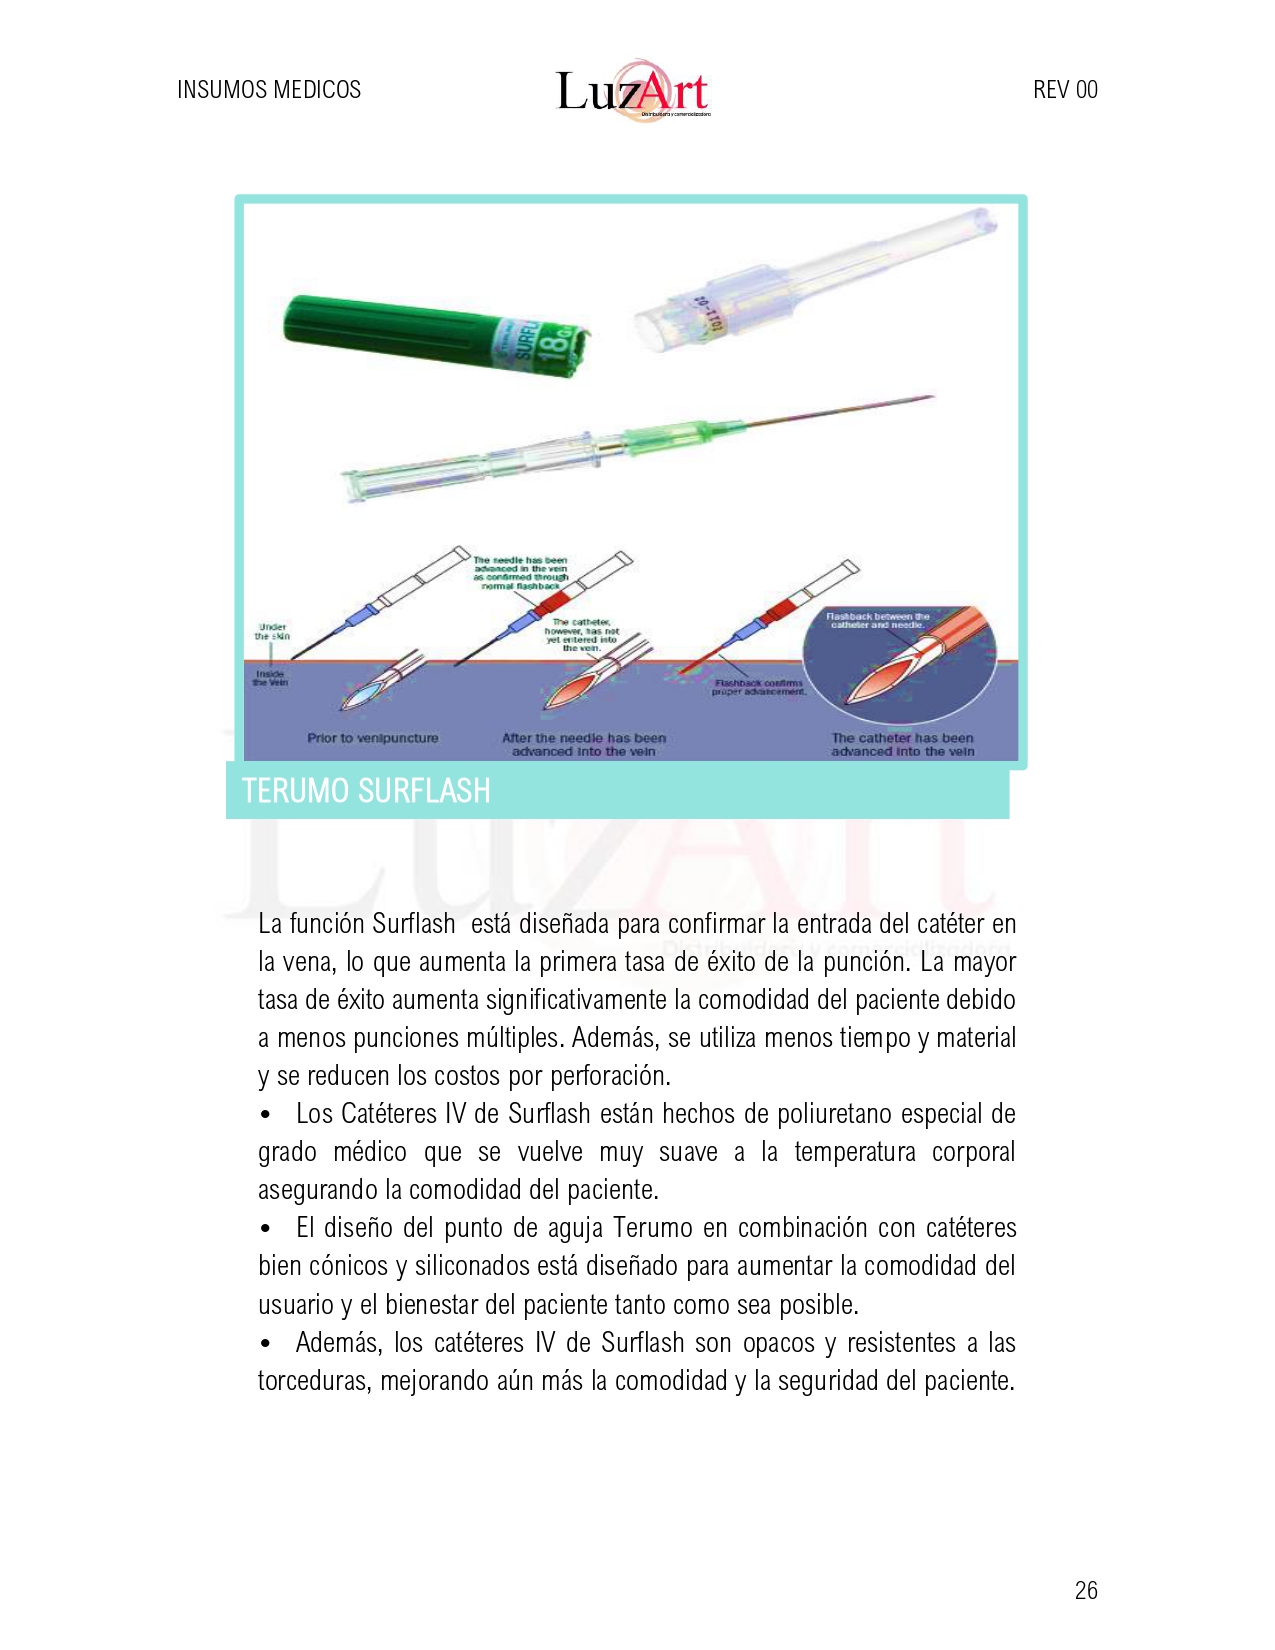 INSUMOS MEDICOS
LuzArt
Distribuidora y comercializadora
REV 00
SURFL
18G
1011-02
The needle has been
advanced in the vein
as confirmed through
normal flashback
The catheter,
however, has not
yet entered into
the vein.
Under
the skin
Inside
the Vein
Flashback between the
catheter and needle.
Flashback confirms
proper advancement.
Prior to venipuncture
After the needle has been
advanced into the vein
The catheter has been
advanced into the vein
TERUMO SURFLASH
LuzArt
Distribuidora y comercializadora
La función Surflash está diseñada para confirmar la entrada del catéter en
la vena, lo que aumenta la primera tasa de éxito de la punción. La mayor
tasa de éxito aumenta significativamente la comodidad del paciente debido
a menos punciones múltiples. Además, se utiliza menos tiempo y material
y se reducen los costos por perforación.
• Los Catéteres IV de Surflash están hechos de poliuretano especial de
grado médico que se vuelve muy suave a la temperatura corporal
asegurando la comodidad del paciente.
• El diseño del punto de aguja Terumo en combinación con catéteres
bien cónicos y siliconados está diseñado para aumentar la comodidad del
usuario y el bienestar del paciente tanto como sea posible.
• Además, los catéteres IV de Surflash son opacos y resistentes a las
torceduras, mejorando aún más la comodidad y la seguridad del paciente.
26